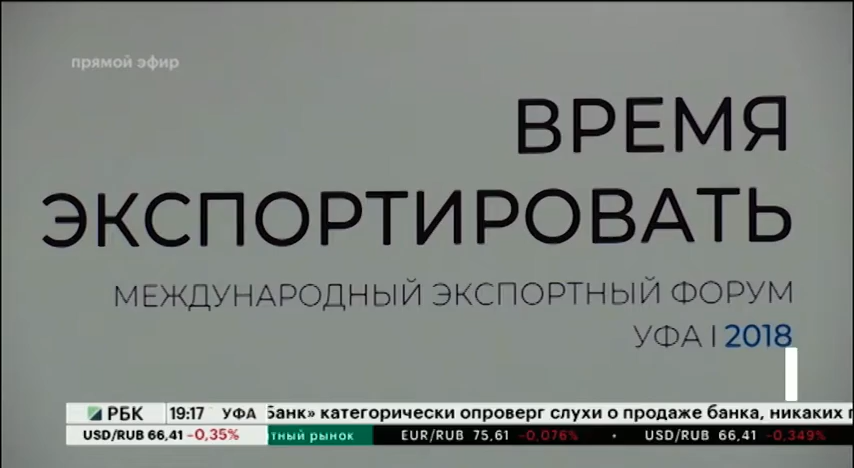 прямой эфир
ВРЕМЯ
ЭКСПОРТИРОВАТЬ
МЕЖДУНАРОДНЫЙ ЭКСПОРТНЫЙ ФОРУМ
УФА | 2018
РБК 19:17 УФА банк» категорически опроверг слухи о продаже банка, никаких
USD/RUB 66,41 -0,35% тный рынок EUR/RUB 75,61 -0,076% • USD/RUB 66,41 -0,349%